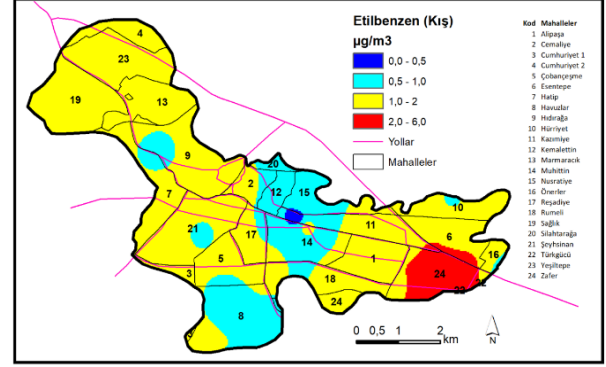 Etilbenzen (Kış)
µg/m3
0,0 - 0,5
0,5 - 1,0
1,0 - 2
2,0 - 6,0
Yollar
Mahalleler
Kod Mahalleler
1 Alipaşa
2 Cemaliye
3 Cumhuriyet 1
4 Cumhuriyet 2
5 Çobançeşme
6 Esentepe
7 Hatip
8 Havuzlar
9 Hıdırağa
10 Hürriyet
11 Kazımiye
12 Kemalettin
13 Marmaracık
14 Muhittin
15 Nusratiye
16 Önerler
17 Reşadiye
18 Rumeli
19 Sağlık
20 Silahtarağa
21 Şeyhsinan
22 Türkgücü
23 Yeşiltepe
24 Zafer
4
23
19
13
9
20
2
12
15
7
10
21
17
14
11
6
16
5
1
3
18
24
24
22
8
0 0,5 1 2
km
N